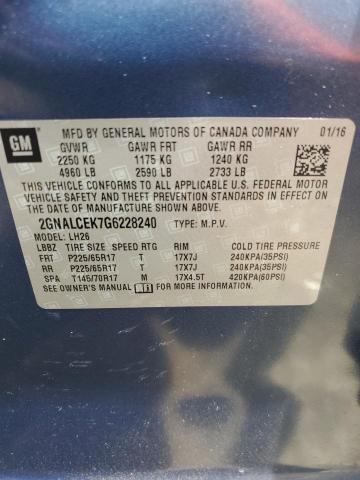 GM
MFD BY GENERAL MOTORS OF CANADA COMPANY 01/16
GVWR GAWR FRT GAWR RR
2250 KG 1175 KG 1240 KG
4960 LB 2590 LB 2733 LB
THIS VEHICLE CONFORMS TO ALL APPLICABLE U.S. FEDERAL MOTOR
VEHICLE SAFETY AND THEFT PREVENTION STANDARDS IN EFFECT ON
THE DATE OF MANUFACTURE SHOWN ABOVE.
2GNALCEK7G6228240 TYPE: M.P.V.
MODEL: LH26
LBBZ TIRE SIZE SPEED RTG RIM COLD TIRE PRESSURE
FRT P225/65R17 T 17X7J 240KPA(35PSI)
RR P225/65R17 T 17X7J 240KPA(35PSI)
SPA T145/70R17 M 17X4.5T 420KPA(60PSI)
SEE OWNER'S MANUAL FOR MORE INFORMATION